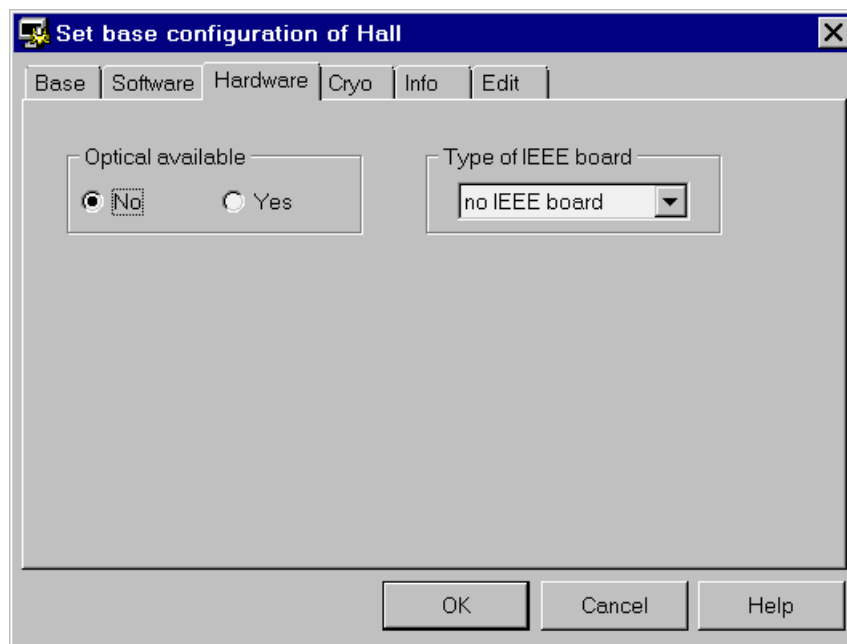 Set base configuration of Hall
Base Software Hardware Cryo Info Edit
Optical available Type of IEEE board
No Yes no IEEE board
OK Cancel Help